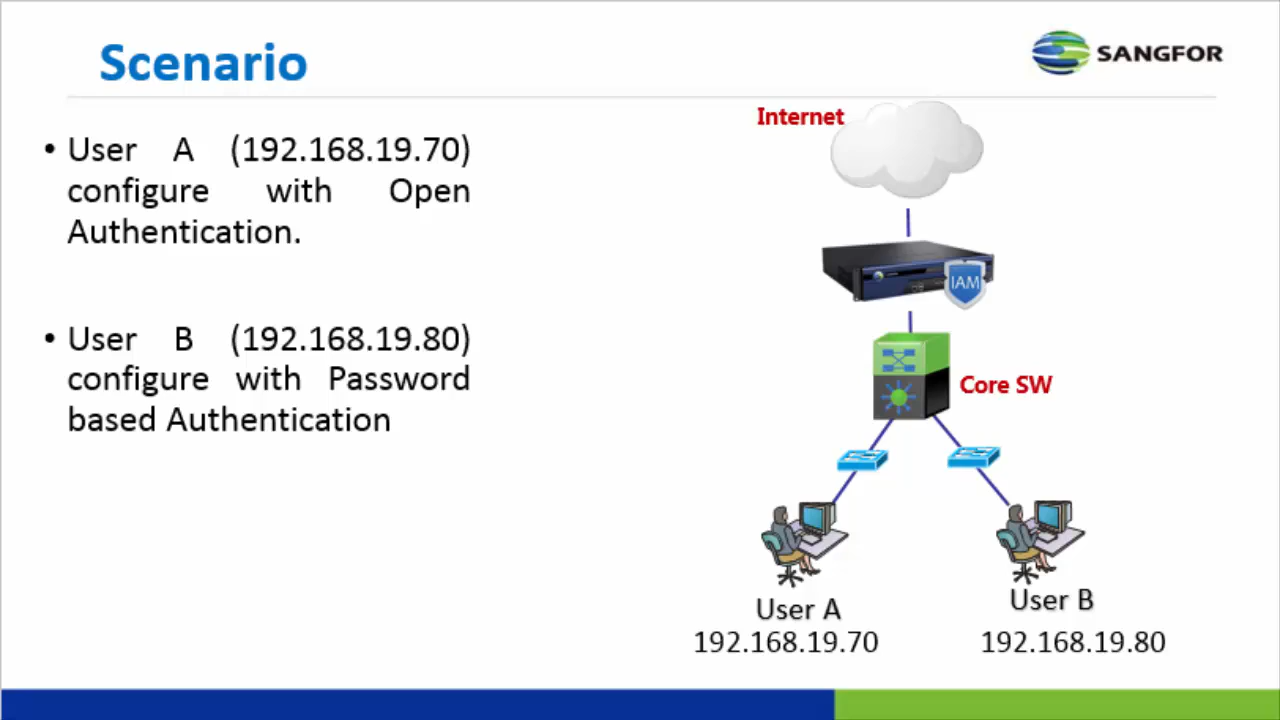 Scenario
SANGFOR
• User A (192.168.19.70)
configure with Open
Authentication.
• User B (192.168.19.80)
configure with Password
based Authentication
Internet
IAM
Core SW
User A
192.168.19.70
User B
192.168.19.80